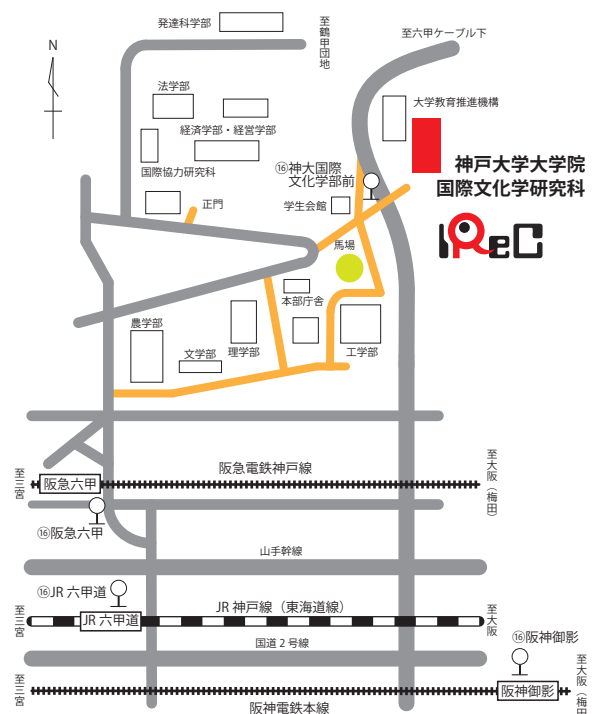 発達科学部
至鶴甲団地
至六甲ケーブル下
N
法学部
大学教育推進機構
経済学部・経営学部
国際協力研究科
⑯神大国際
文化学部前
神戸大学大学院
国際文化学研究科
正門
学生会館
IReC
馬場
本部庁舎
農学部
文学部
理学部
工学部
阪急電鉄神戸線
至大阪（梅田）
至三宮
阪急六甲
⑯阪急六甲
山手幹線
⑯JR 六甲道
JR 神戸線（東海道線）
至三宮
JR 六甲道
至大阪
国道２号線
⑯阪神御影
至三宮
阪神御影
至大阪（梅田
阪神電鉄本線